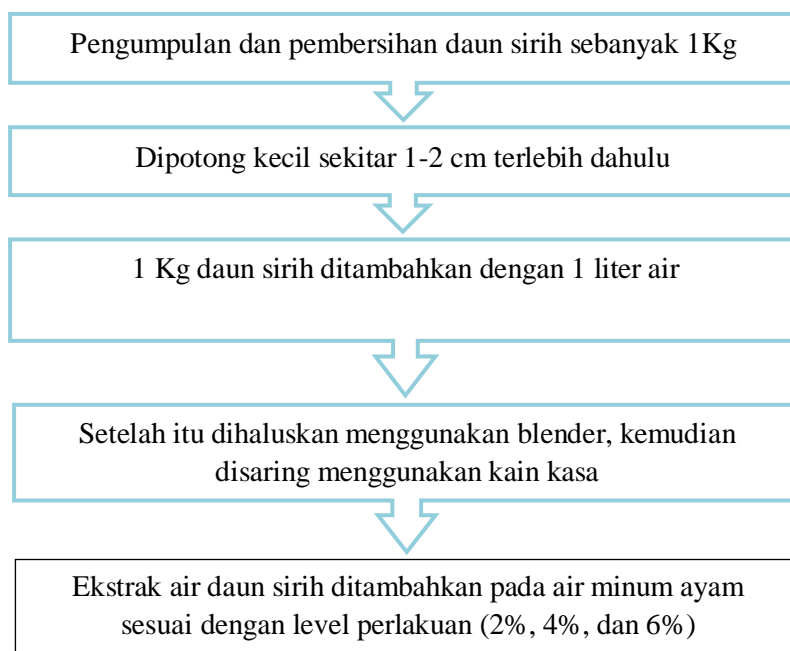 Pengumpulan dan pembersihan daun sirih sebanyak 1Kg
Dipotong kecil sekitar 1-2 cm terlebih dahulu
1 Kg daun sirih ditambahkan dengan 1 liter air
Setelah itu dihaluskan menggunakan blender, kemudian
disaring menggunakan kain kasa
Ekstrak air daun sirih ditambahkan pada air minum ayam
sesuai dengan level perlakuan (2%, 4%, dan 6%)